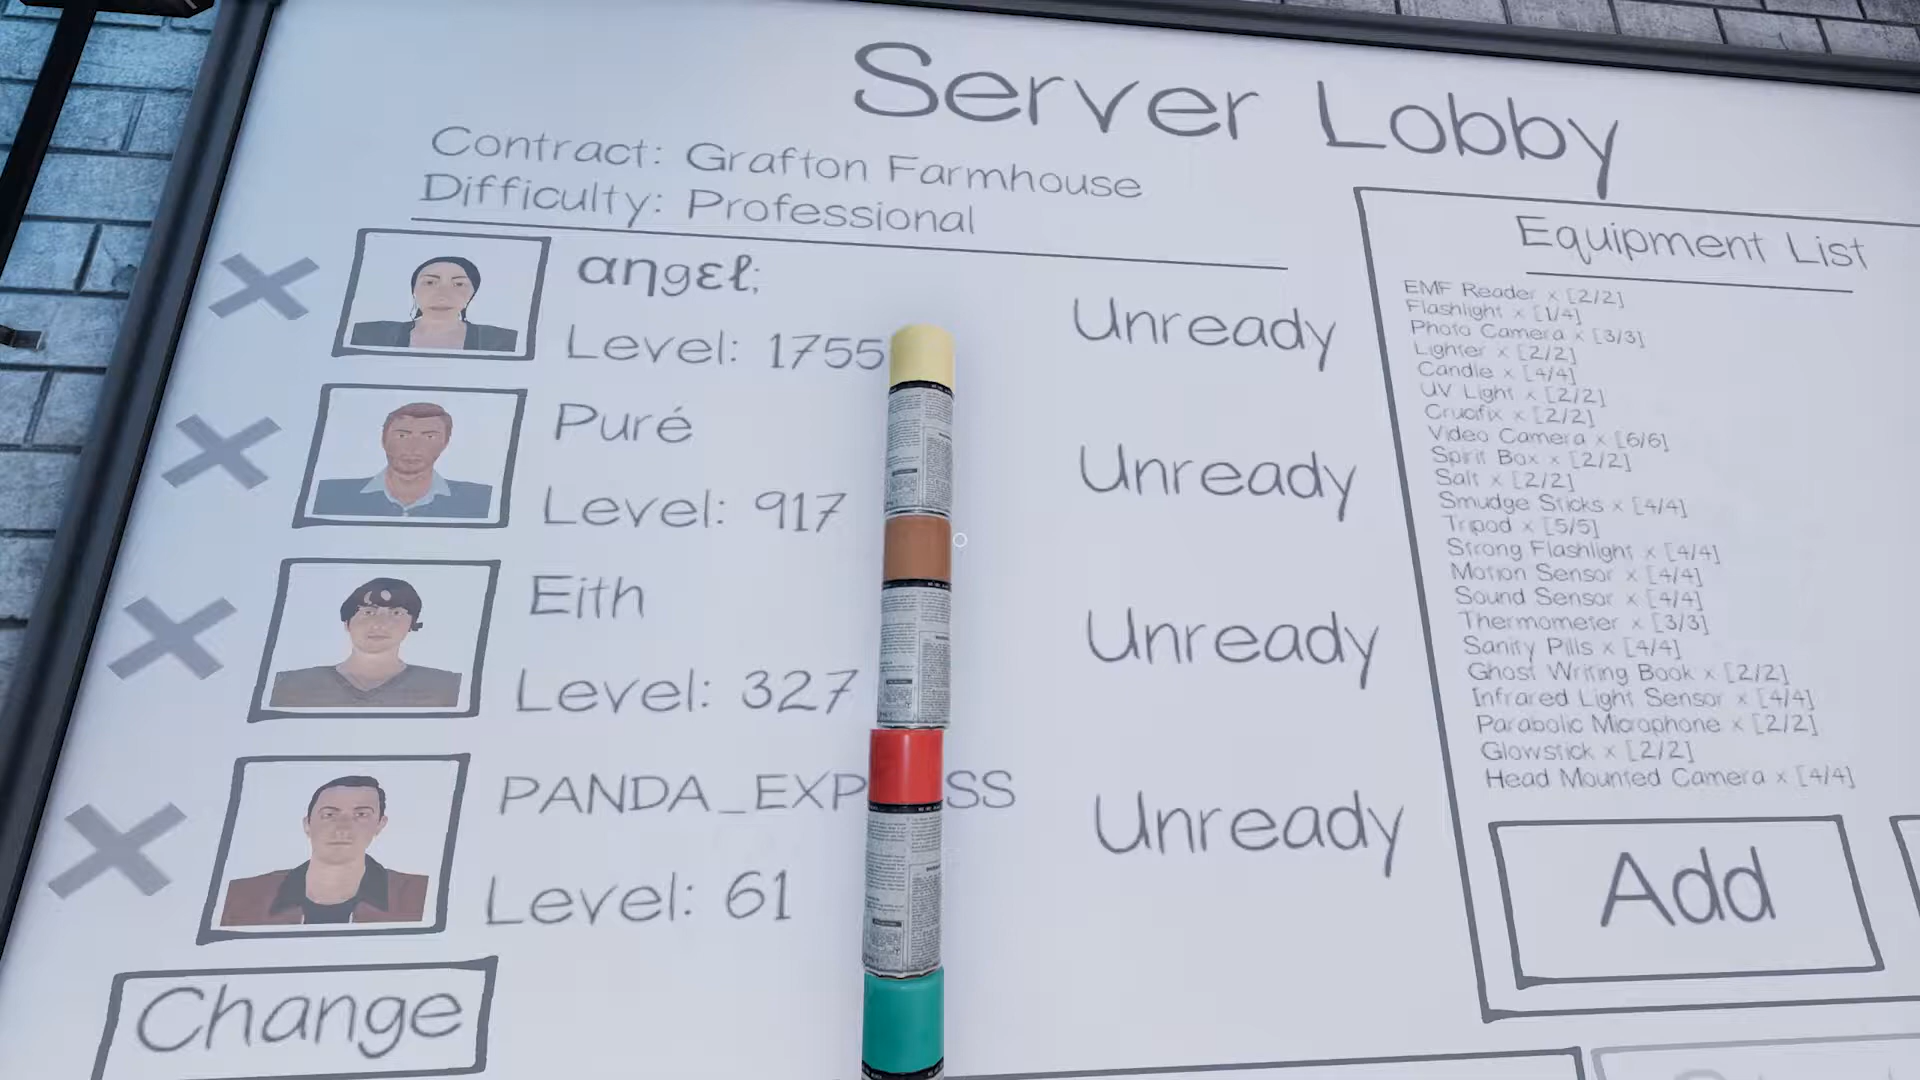 Server Lobby
Contract: Grafton Farmhouse
Difficulty: Professional
αηgεℓ;
Level: 1755
Unready
Puré
Level: 917
Unready
Eith
Level: 327
Unready
PANDA_EXP SS
Level: 61
Unready
Change
Equipment List
EMF Reader x [2/2]
Flashlight x [1/4]
Photo Camera x [3/3]
Lighter x [2/2]
Candle x [4/4]
UV Light x [2/2]
Crucifix x [2/2]
Video Camera x [6/6]
Spirit Box x [2/2]
Salt x [2/2]
Smudge Sticks x [4/4]
Tripod x [5/5]
Strong Flashlight x [4/4]
Motion Sensor x [4/4]
Sound Sensor x [4/4]
Thermometer x [3/3]
Sanity Pills x [4/4]
Ghost Writing Book x [2/2]
Infrared Light Sensor x [4/4]
Parabolic Microphone x [2/2]
Glowstick x [2/2]
Head Mounted Camera x [4/4]
Add